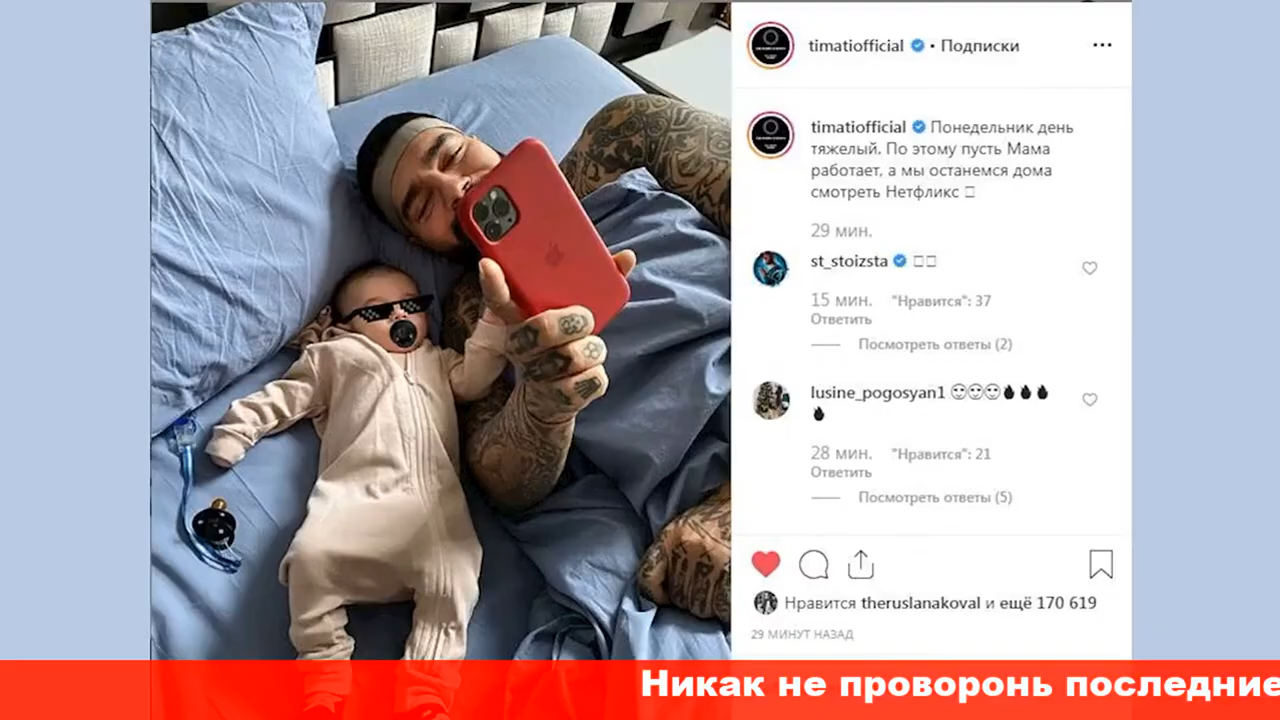 timatiofficial • Подписки
timatiofficial Понедельник день
тяжелый. По этому пусть Мама
работает, а мы останемся дома
смотреть Нетфликс
29 мин.
st_stoizsta
15 мин. "Нравится": 37
Ответить
Посмотреть ответы (2)
lusine_pogosyan1
28 мин. "Нравится": 21
Ответить
Посмотреть ответы (5)
Нравится theruslanakoval и ещё 170 619
29 МИНУТ НАЗАД
Никак не проворонь последние